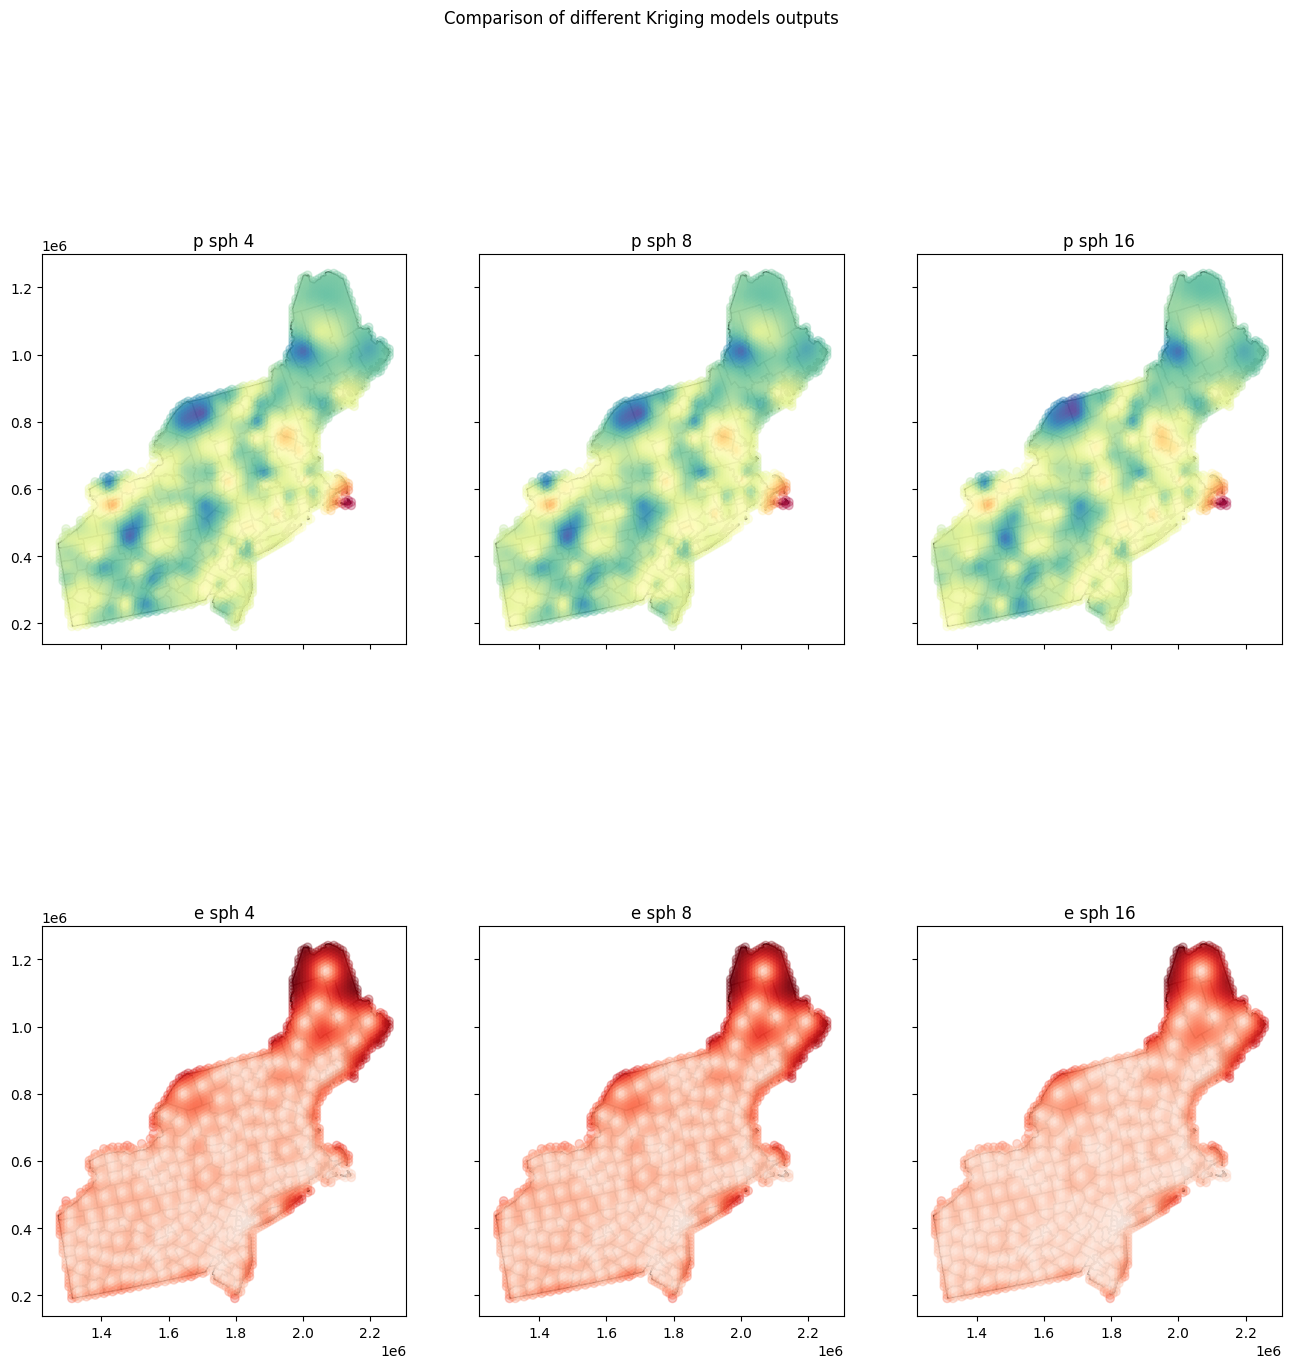 Comparison of different Kriging models outputs
p sph 4
p sph 8
p sph 16
1e6
1.2
1.0
0.8
0.6
0.4
0.2
e sph 4
e sph 8
e sph 16
1e6
1.2
1.0
0.8
0.6
0.4
0.2
1.4 1.6 1.8 2.0 2.2
1e6
1.4 1.6 1.8 2.0 2.2
1e6
1.4 1.6 1.8 2.0 2.2
1e6